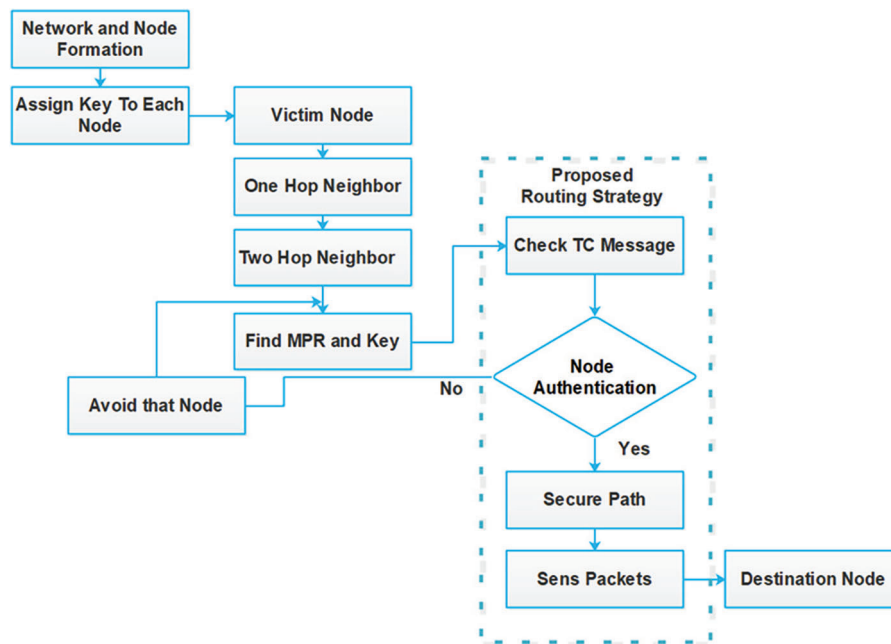 Network and Node
Formation
Assign Key To Each
Node
Victim Node
One Hop Neighbor
Two Hop Neighbor
Find MPR and Key
Avoid that Node
Proposed
Routing Strategy
Check TC Message
Node
Authentication
No
Yes
Secure Path
Sens Packets
Destination Node